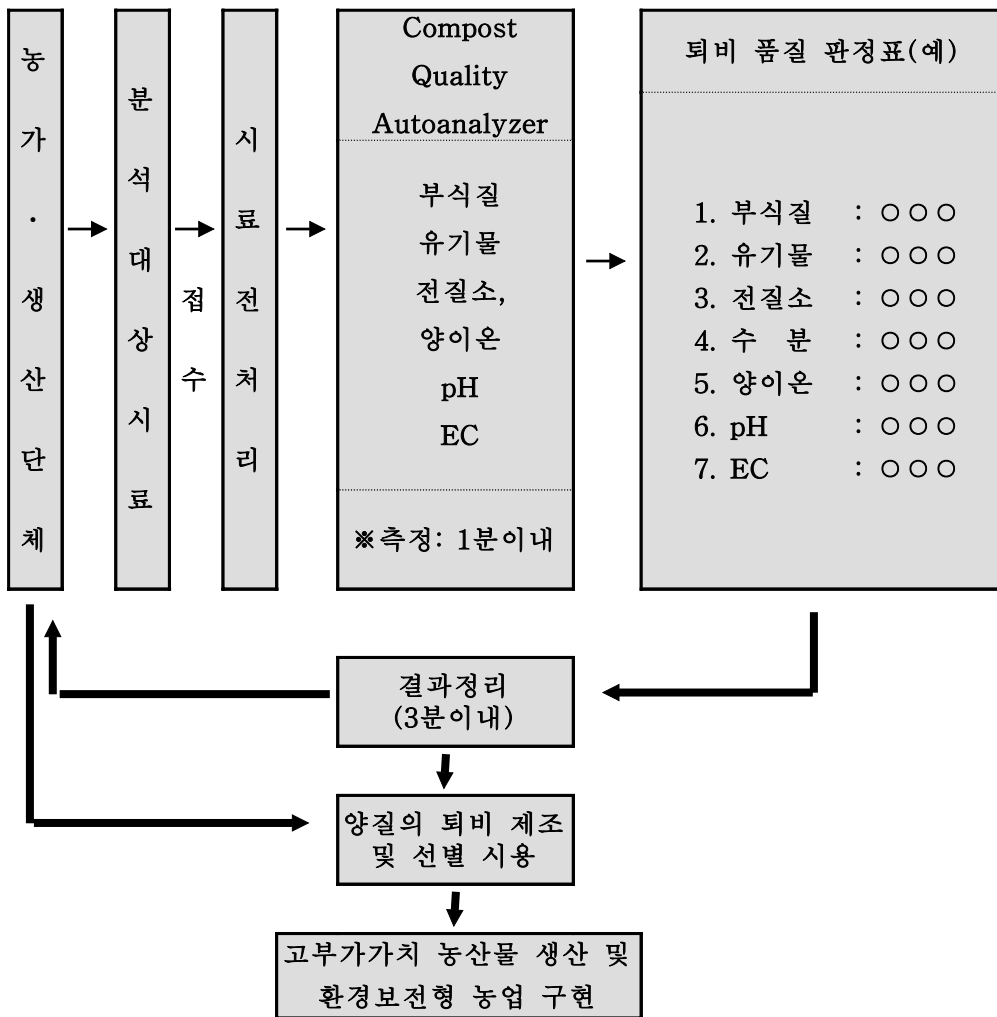 농가·생산단체
분석대상시료
접수
시료전처리
Compost
Quality
Autoanalyzer
부식질
유기물
전질소,
양이온
pH
EC
※측정: 1분이내
퇴비 품질 판정표(예)
1. 부식질 : ○○○
2. 유기물 : ○○○
3. 전질소 : ○○○
4. 수 분 : ○○○
5. 양이온 : ○○○
6. pH : ○○○
7. EC : ○○○
결과정리
(3분이내)
양질의 퇴비 제조
및 선별 시용
고부가가치 농산물 생산 및
환경보전형 농업 구현